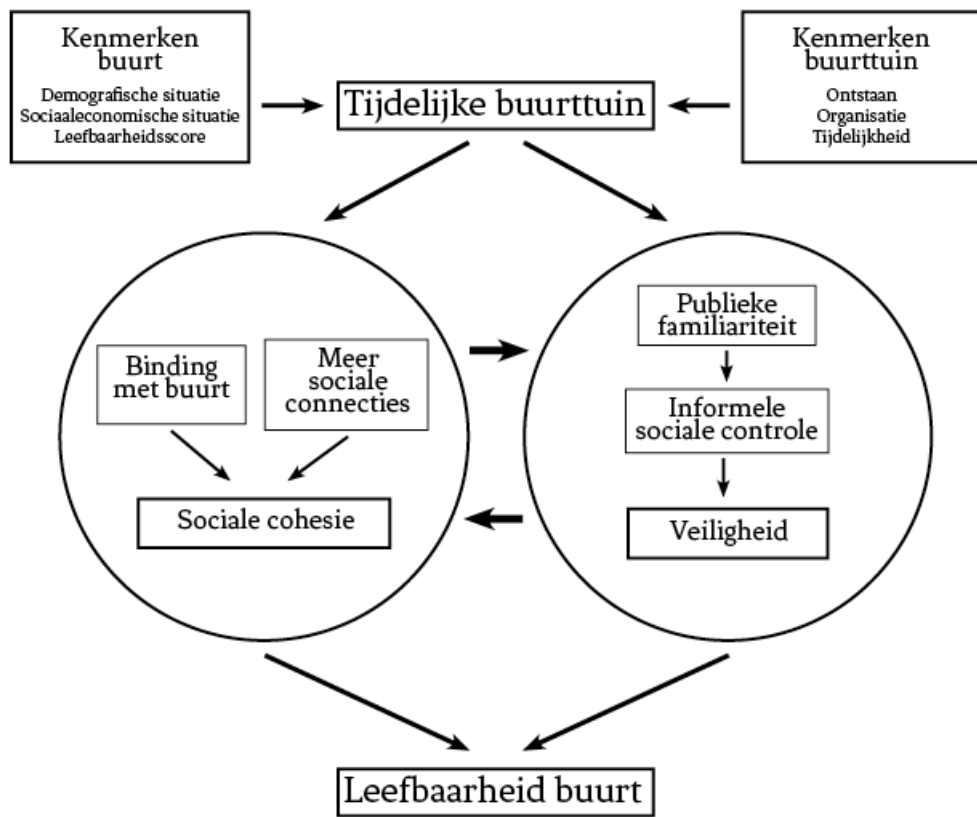 Kenmerken
buurt
Demografische situatie
Sociaaleconomische situatie
Leefbaarheidsscore
Tijdelijke buurttuin
Kenmerken
buurttuin
Ontstaan
Organisatie
Tijdelijkheid
Binding
met buurt
Meer
sociale
connecties
Sociale cohesie
Publieke
familiariteit
Informele
sociale controle
Veiligheid
Leefbaarheid buurt